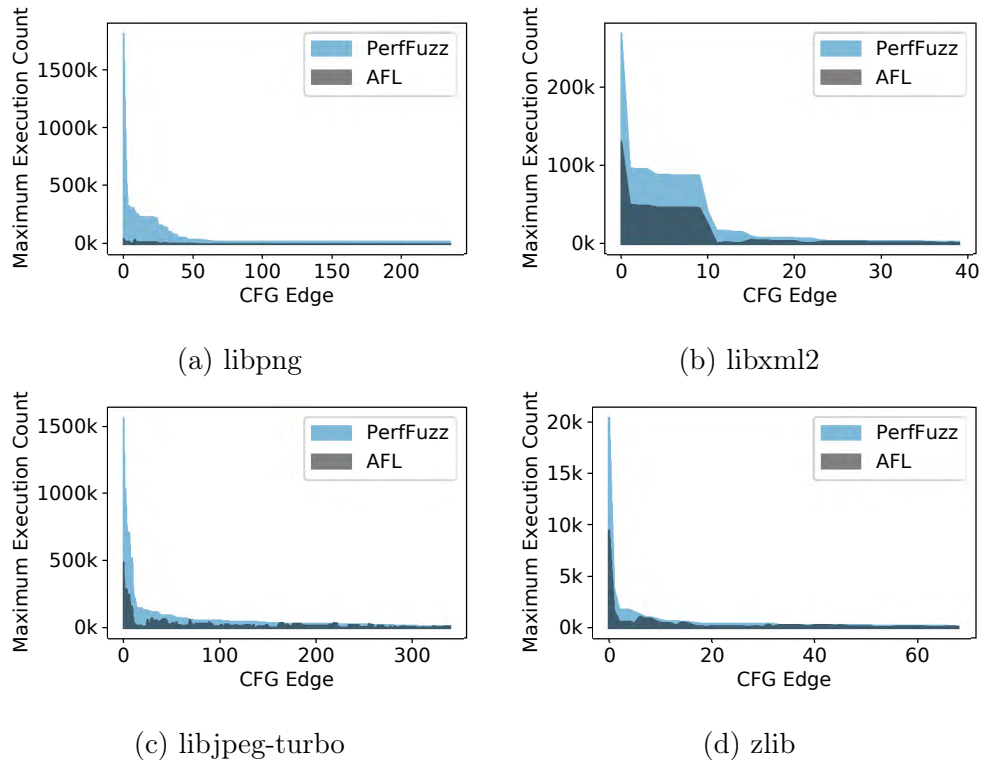 Maximum Execution Count
1500k
1000k
500k
0k
0 50 100 150 200
CFG Edge
PerfFuzz
AFL
(a) libpng
Maximum Execution Count
200k
100k
0k
0 10 20 30 40
CFG Edge
PerfFuzz
AFL
(b) libxml2
Maximum Execution Count
1500k
1000k
500k
0k
0 100 200 300
CFG Edge
PerfFuzz
AFL
(c) libjpeg-turbo
Maximum Execution Count
20k
15k
10k
5k
0k
0 20 40 60
CFG Edge
PerfFuzz
AFL
(d) zlib